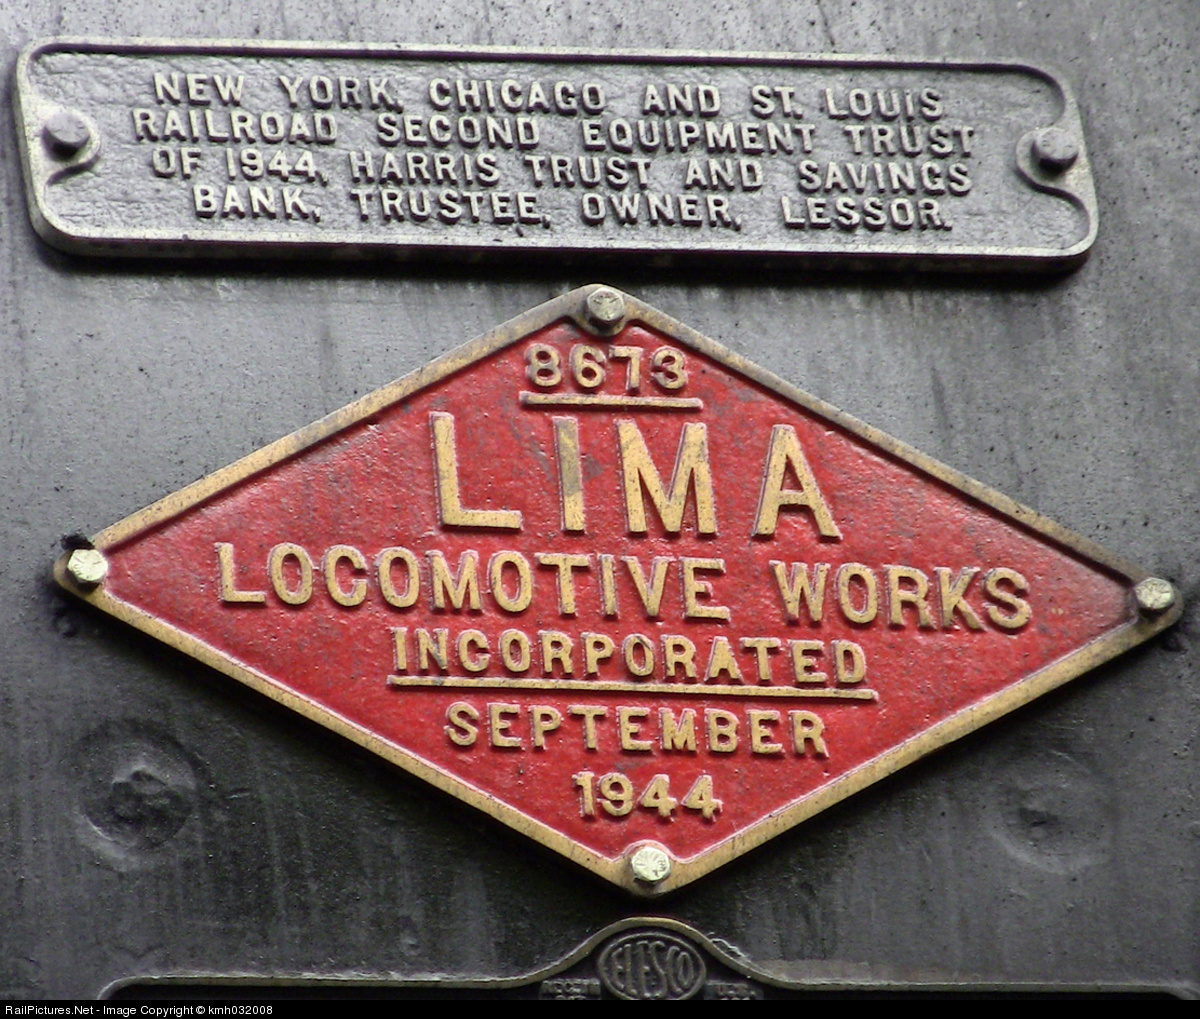 NEW YORK, CHICAGO AND ST. LOUIS
RAILROAD SECOND EQUIPMENT TRUST
OF 1944, HARRIS TRUST AND SAVINGS
BANK, TRUSTEE, OWNER, LESSOR.
8673
LIMA
LOCOMOTIVE WORKS
INCORPORATED
SEPTEMBER
1944
ELESCO
RailPictures.Net - Image Copyright © kmh032008